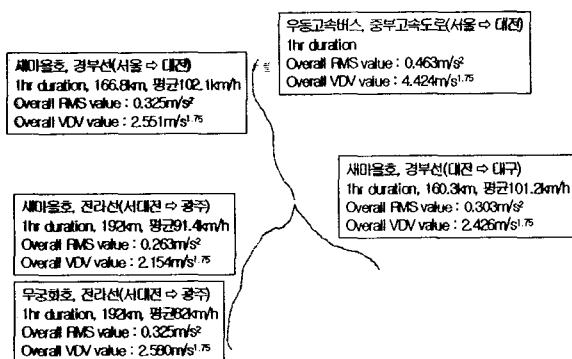 우등고속버스, 중부고속도로(서울 ⇨ 대전)
1hr duration
Overall RMS value : 0.463m/s²
Overall VDV value : 4.424m/s¹·⁷⁵
새마을호, 경부선(서울 ⇨ 대전)
1hr duration, 166.8km, 평균102.1km/h
Overall RMS value : 0.325m/s²
Overall VDV value : 2.551m/s¹·⁷⁵
새마을호, 경부선(대전 ⇨ 대구)
1hr duration, 160.3km, 평균101.2km/h
Overall RMS value : 0.303m/s²
Overall VDV value : 2.426m/s¹·⁷⁵
새마을호, 전라선(서대전 ⇨ 광주)
1hr duration, 192km, 평균91.4km/h
Overall RMS value : 0.263m/s²
Overall VDV value : 2.154m/s¹·⁷⁵
무궁화호, 전라선(서대전 ⇨ 광주)
1hr duration, 192km, 평균82km/h
Overall RMS value : 0.325m/s²
Overall VDV value : 2.580m/s¹·⁷⁵